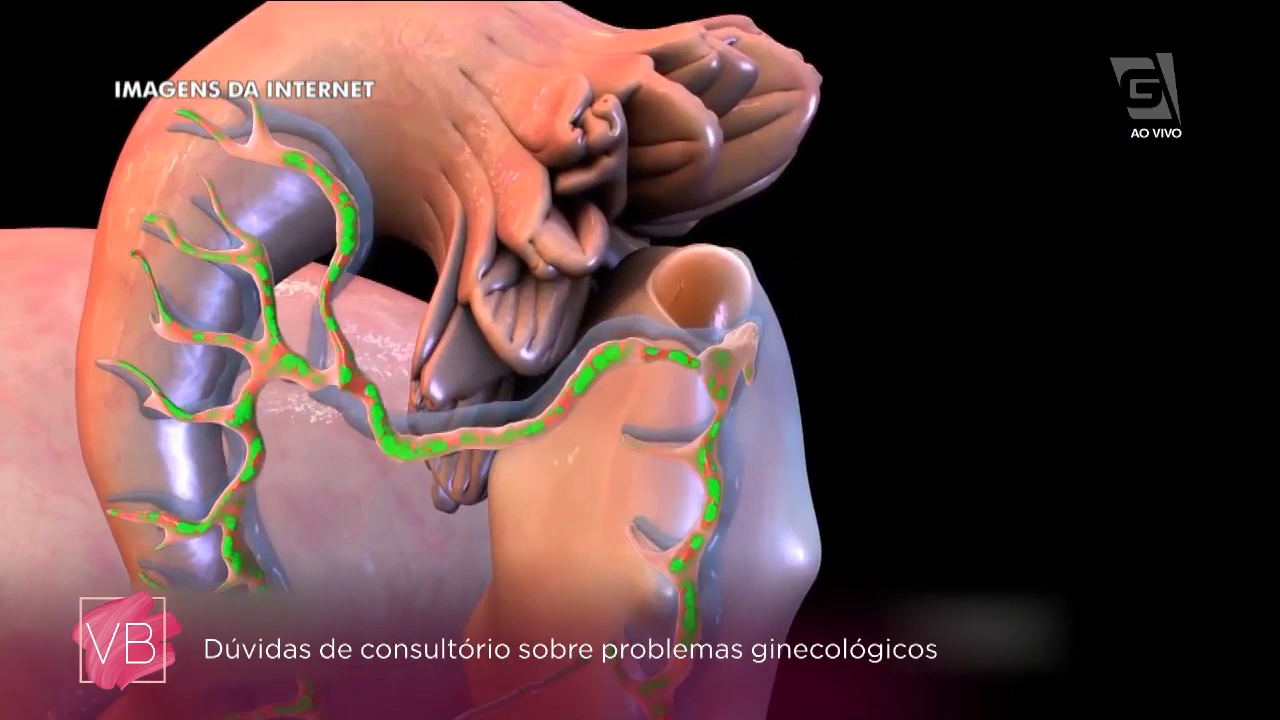 IMAGENS DA INTERNET
G
AO VIVO
VB
Dúvidas de consultório sobre problemas ginecológicos